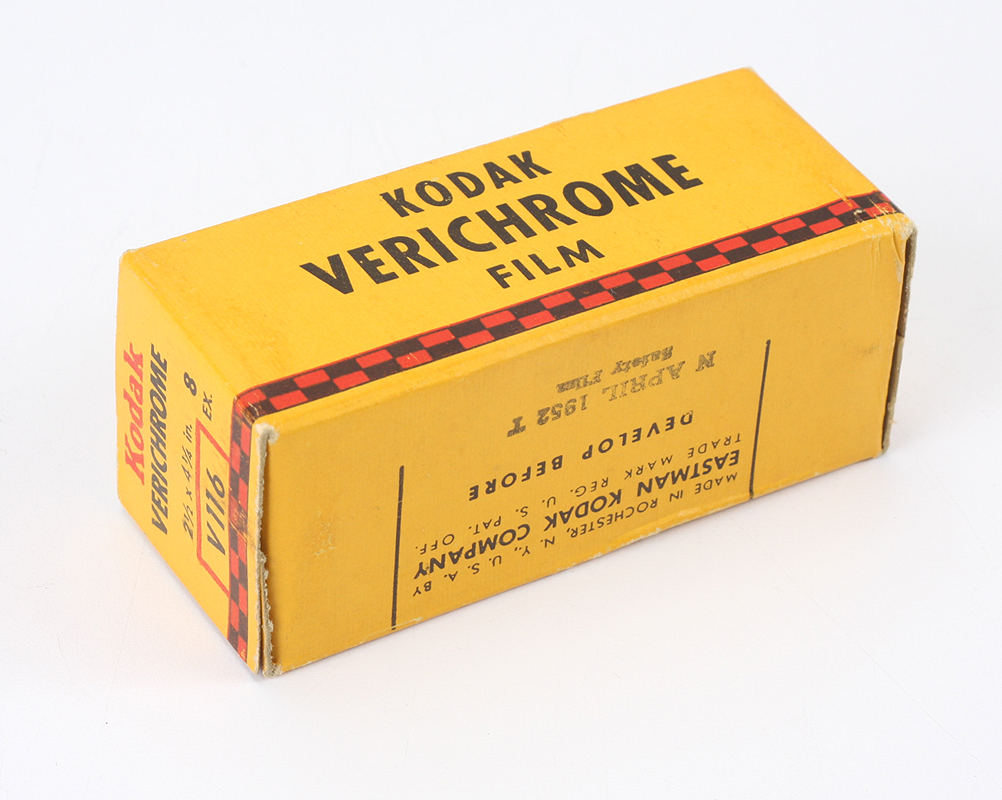 KODAK
VERICHROME
FILM
Kodak
VERICHROME
2½ x 4¼ in. 8 EX.
V116
MADE IN ROCHESTER, N. Y., U. S. A. BY
EASTMAN KODAK COMPANY
TRADE MARK REG. U. S. PAT. OFF.
DEVELOP BEFORE
N APRIL 1952 T
Safety Film